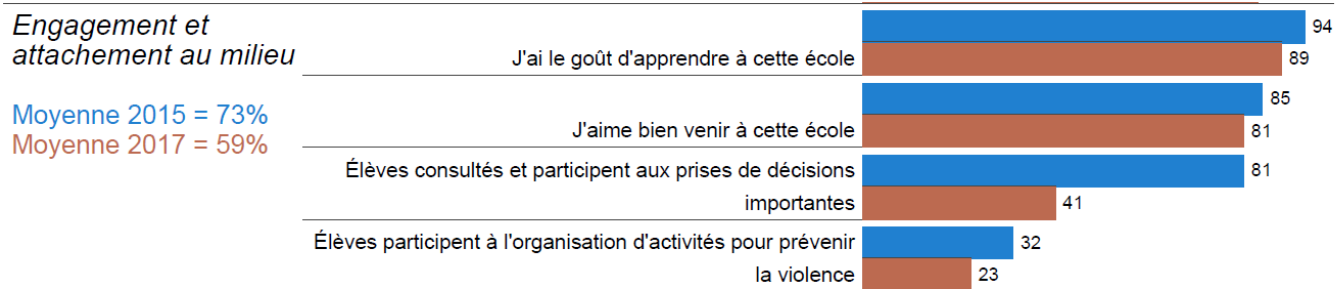 Engagement et
attachement au milieu
Moyenne 2015 = 73%
Moyenne 2017 = 59%
J'ai le goût d'apprendre à cette école
94
89
J'aime bien venir à cette école
85
81
Élèves consultés et participent aux prises de décisions
importantes
81
41
Élèves participent à l'organisation d'activités pour prévenir
la violence
32
23